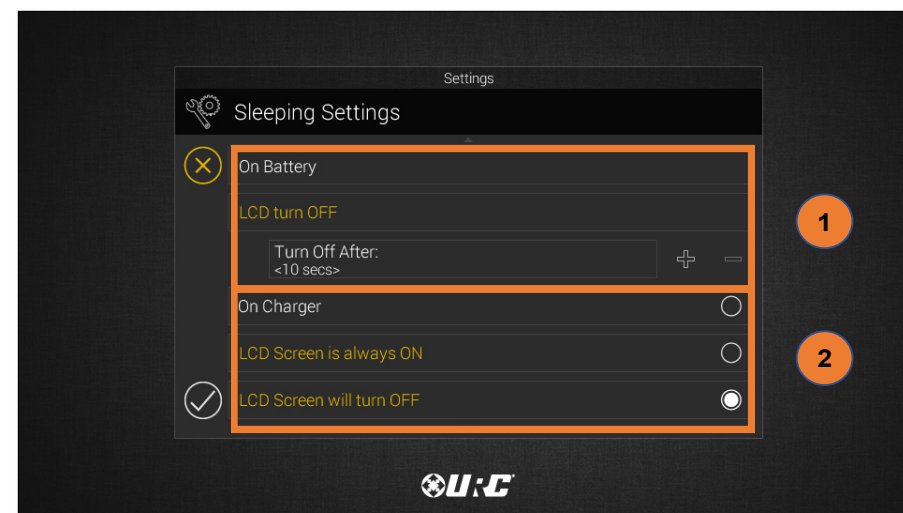 Settings
Sleeping Settings
On Battery
LCD turn OFF
1
Turn Off After:
<10 secs>
On Charger
LCD Screen is always ON
2
LCD Screen will turn OFF
URC